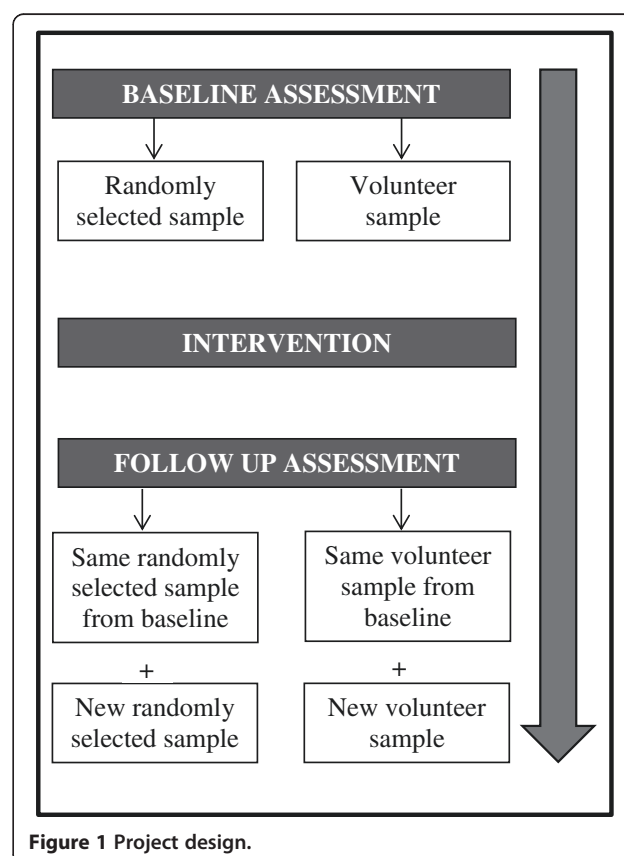 BASELINE ASSESSMENT
Randomly
selected sample
Volunteer
sample
INTERVENTION
FOLLOW UP ASSESSMENT
Same randomly
selected sample
from baseline
Same volunteer
sample from
baseline
+
+
New randomly
selected sample
New volunteer
sample
Figure 1 Project design.